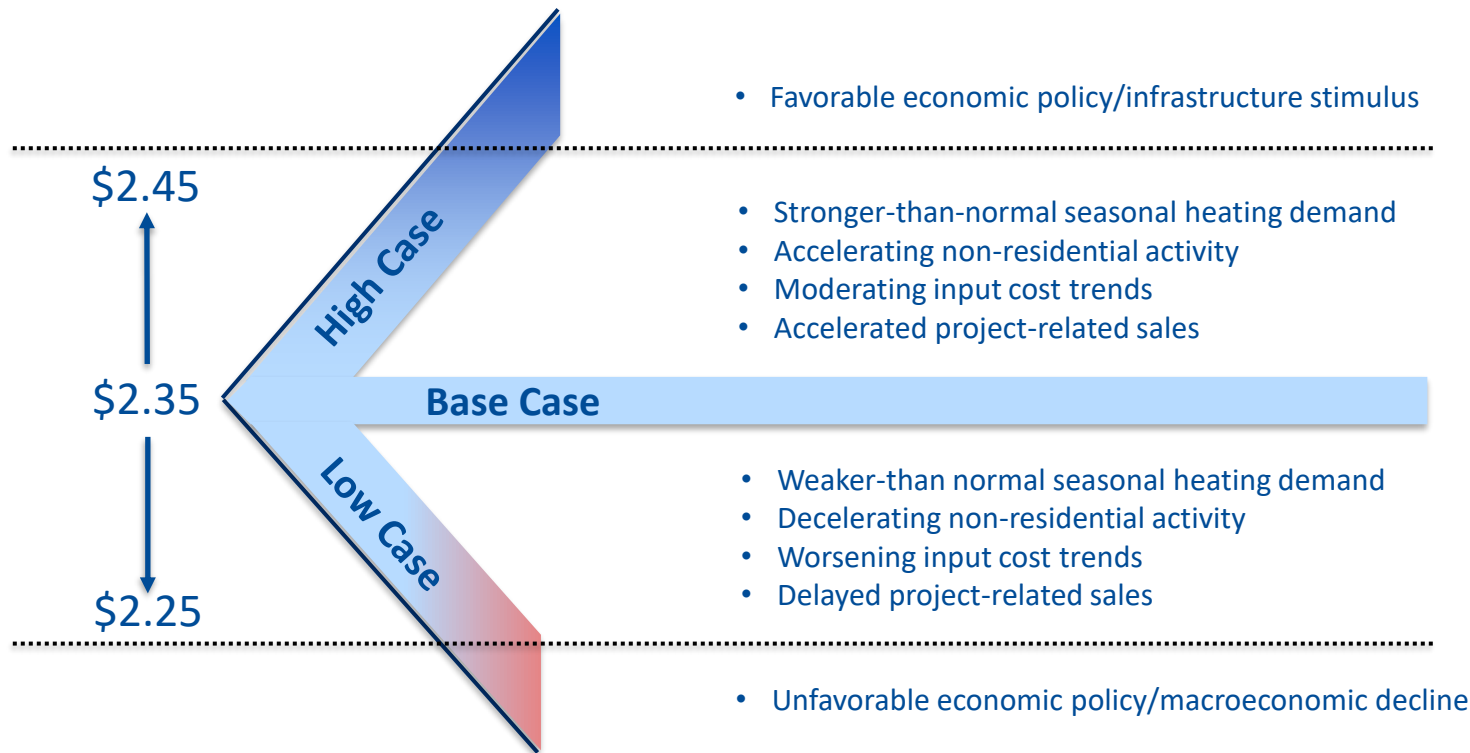 • Favorable economic policy/infrastructure stimulus
$2.45
• Stronger-than-normal seasonal heating demand
• Accelerating non-residential activity
• Moderating input cost trends
• Accelerated project-related sales
High Case
$2.35
Base Case
Low Case
• Weaker-than normal seasonal heating demand
• Decelerating non-residential activity
• Worsening input cost trends
• Delayed project-related sales
$2.25
• Unfavorable economic policy/macroeconomic decline